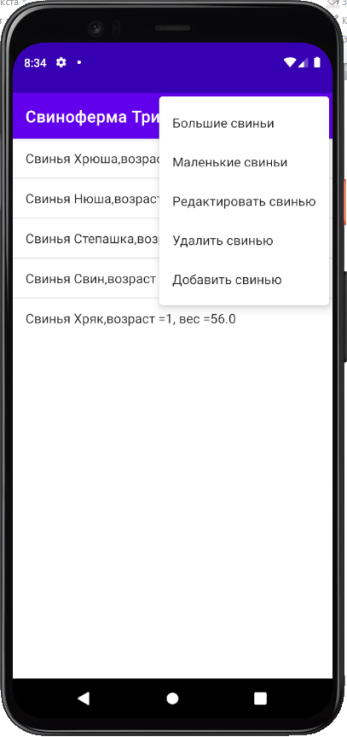 8:34
Свиноферма Три
Большие свиньи
Маленькие свиньи
Редактировать свинью
Удалить свинью
Добавить свинью
Свинья Хрюша,возрас
Свинья Нюша,возраст
Свинья Степашка,воз
Свинья Свин,возраст
Свинья Хряк,возраст =1, вес =56.0